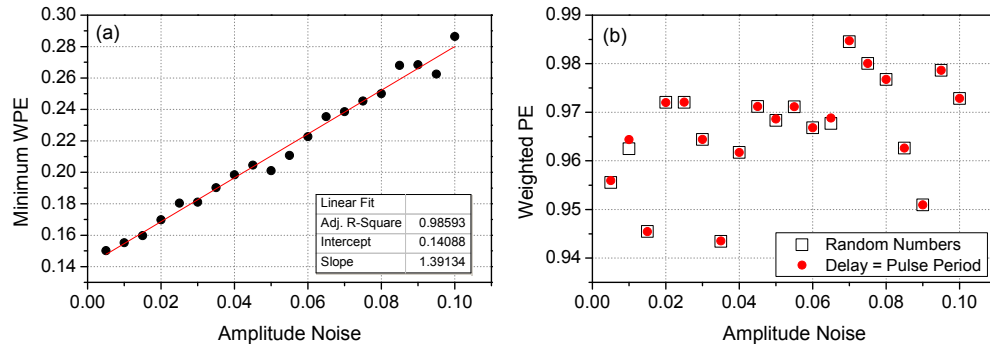 (a)
Minimum WPE
0.30
0.28
0.26
0.24
0.22
0.20
0.18
0.16
0.14
0.00 0.02 0.04 0.06 0.08 0.10
Amplitude Noise
Linear Fit
Adj. R-Square 0.98593
Intercept 0.14088
Slope 1.39134
(b)
Weighted PE
0.99
0.98
0.97
0.96
0.95
0.94
0.00 0.02 0.04 0.06 0.08 0.10
Amplitude Noise
Random Numbers
Delay = Pulse Period